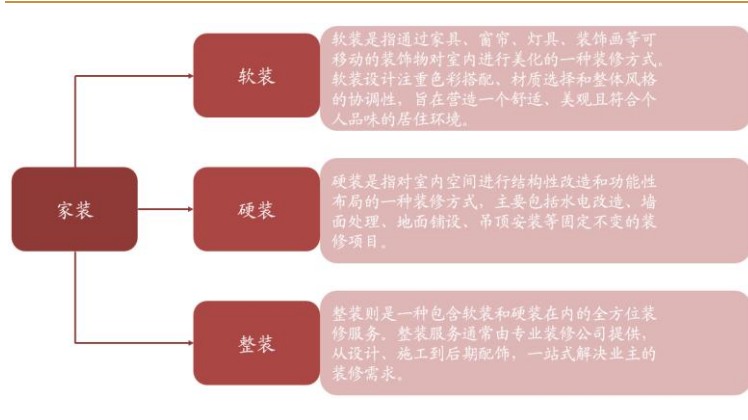 家装
软装
软装是指通过家具、窗帘、灯具、装饰画等可
移动的装饰物对室内进行美化的一种装修方式。
软装设计注重色彩搭配、材质选择和整体风格
的协调性，旨在营造一个舒适、美观且符合个
人品味的居住环境。
硬装
硬装是指对室内空间进行结构性改造和功能性
布局的一种装修方式，主要包括水电改造、墙
面处理、地面铺设、吊顶安装等固定不变的装
修项目。
整装
整装则是一种包含软装和硬装在内的全方位装
修服务。整装服务通常由专业装修公司提供，
从设计、施工到后期配饰，一站式解决业主的
装修需求。